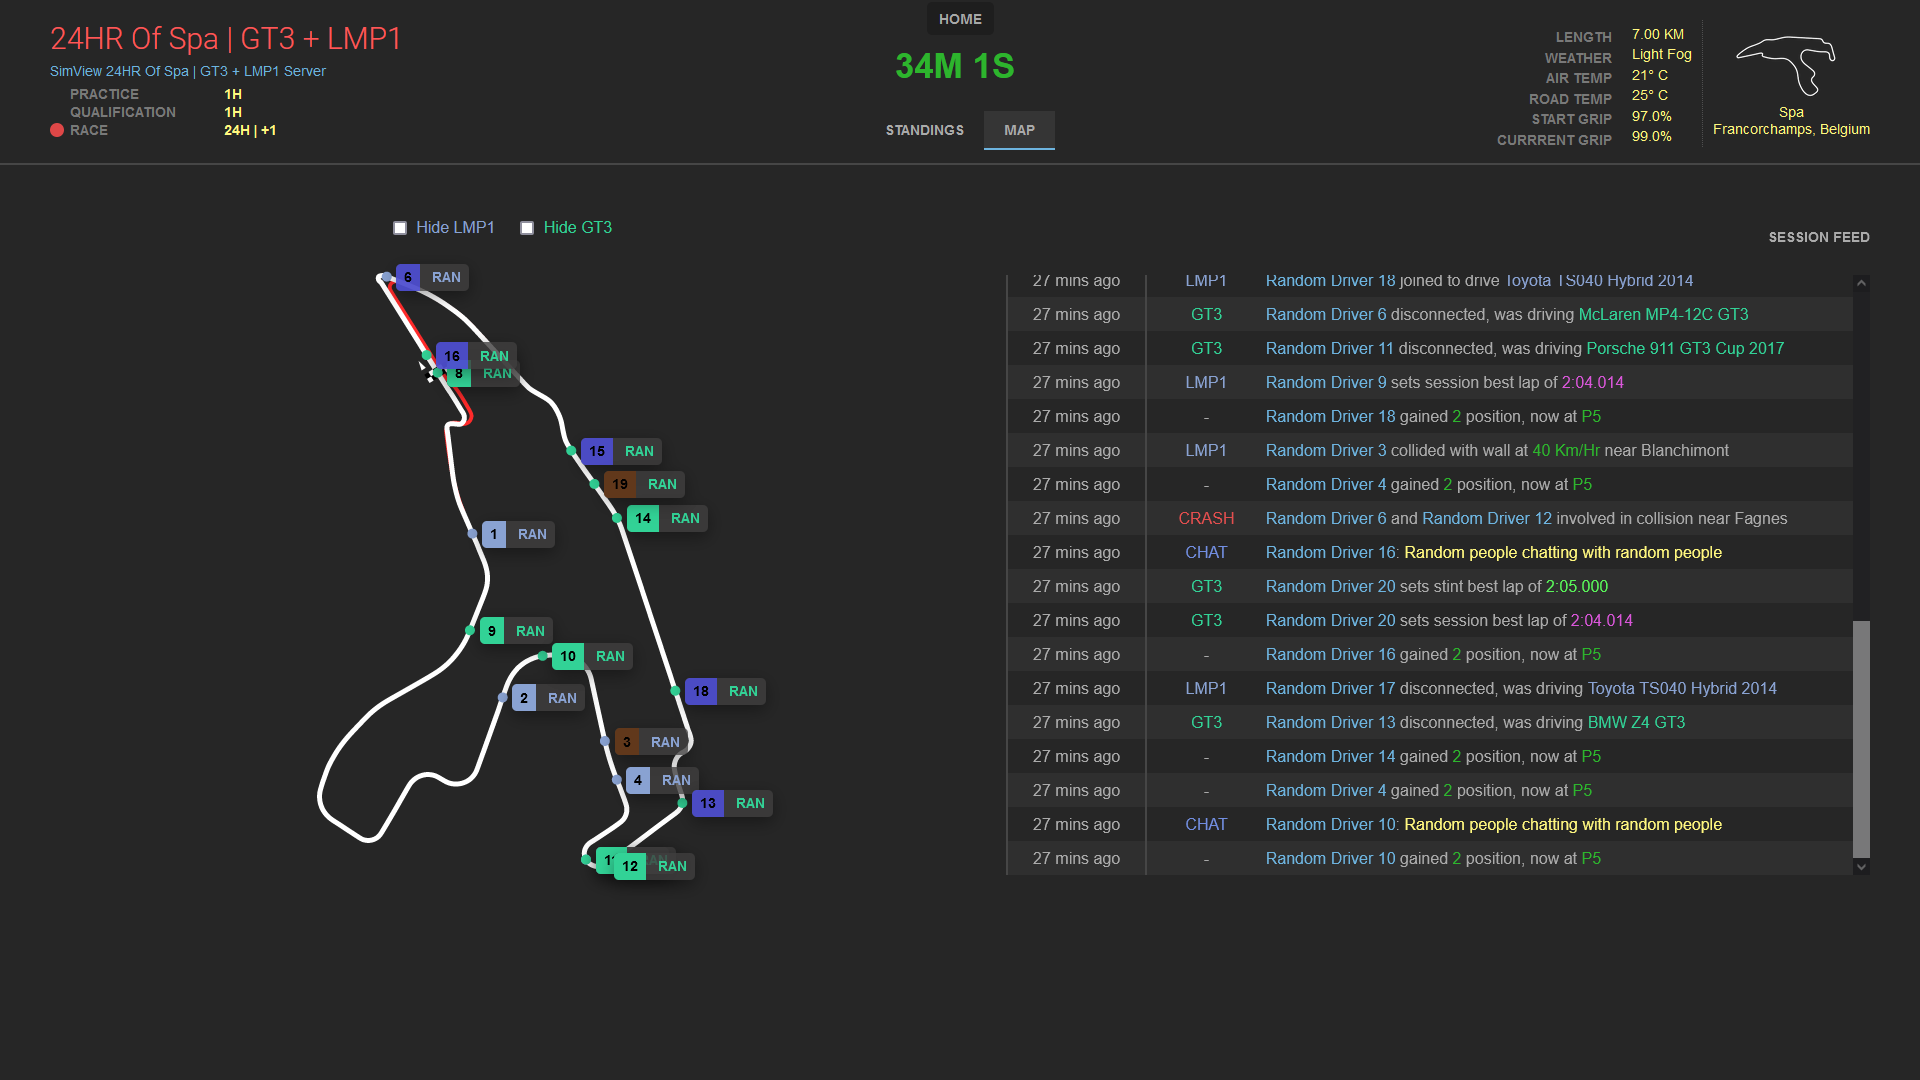 HOME
24HR Of Spa | GT3 + LMP1
SimView 24HR Of Spa | GT3 + LMP1 Server
PRACTICE 1H
QUALIFICATION 1H
RACE 24H | +1
34M 1S
STANDINGS MAP
LENGTH 7.00 KM
WEATHER Light Fog
AIR TEMP 21° C
ROAD TEMP 25° C
START GRIP 97.0%
CURRRENT GRIP 99.0%
Spa
Francorchamps, Belgium
Hide LMP1 Hide GT3
6 RAN
16 RAN
8 RAN
15 RAN
19 RAN
14 RAN
1 RAN
9 RAN
10 RAN
18 RAN
2 RAN
3 RAN
4 RAN
13 RAN
RAN
12 RAN
SESSION FEED
27 mins ago LMP1 Random Driver 18 joined to drive Toyota TS040 Hybrid 2014
27 mins ago GT3 Random Driver 6 disconnected, was driving McLaren MP4-12C GT3
27 mins ago GT3 Random Driver 11 disconnected, was driving Porsche 911 GT3 Cup 2017
27 mins ago LMP1 Random Driver 9 sets session best lap of 2:04.014
27 mins ago - Random Driver 18 gained 2 position, now at P5
27 mins ago LMP1 Random Driver 3 collided with wall at 40 Km/Hr near Blanchimont
27 mins ago - Random Driver 4 gained 2 position, now at P5
27 mins ago CRASH Random Driver 6 and Random Driver 12 involved in collision near Fagnes
27 mins ago CHAT Random Driver 16: Random people chatting with random people
27 mins ago GT3 Random Driver 20 sets stint best lap of 2:05.000
27 mins ago GT3 Random Driver 20 sets session best lap of 2:04.014
27 mins ago - Random Driver 16 gained 2 position, now at P5
27 mins ago LMP1 Random Driver 17 disconnected, was driving Toyota TS040 Hybrid 2014
27 mins ago GT3 Random Driver 13 disconnected, was driving BMW Z4 GT3
27 mins ago - Random Driver 14 gained 2 position, now at P5
27 mins ago - Random Driver 4 gained 2 position, now at P5
27 mins ago CHAT Random Driver 10: Random people chatting with random people
27 mins ago - Random Driver 10 gained 2 position, now at P5